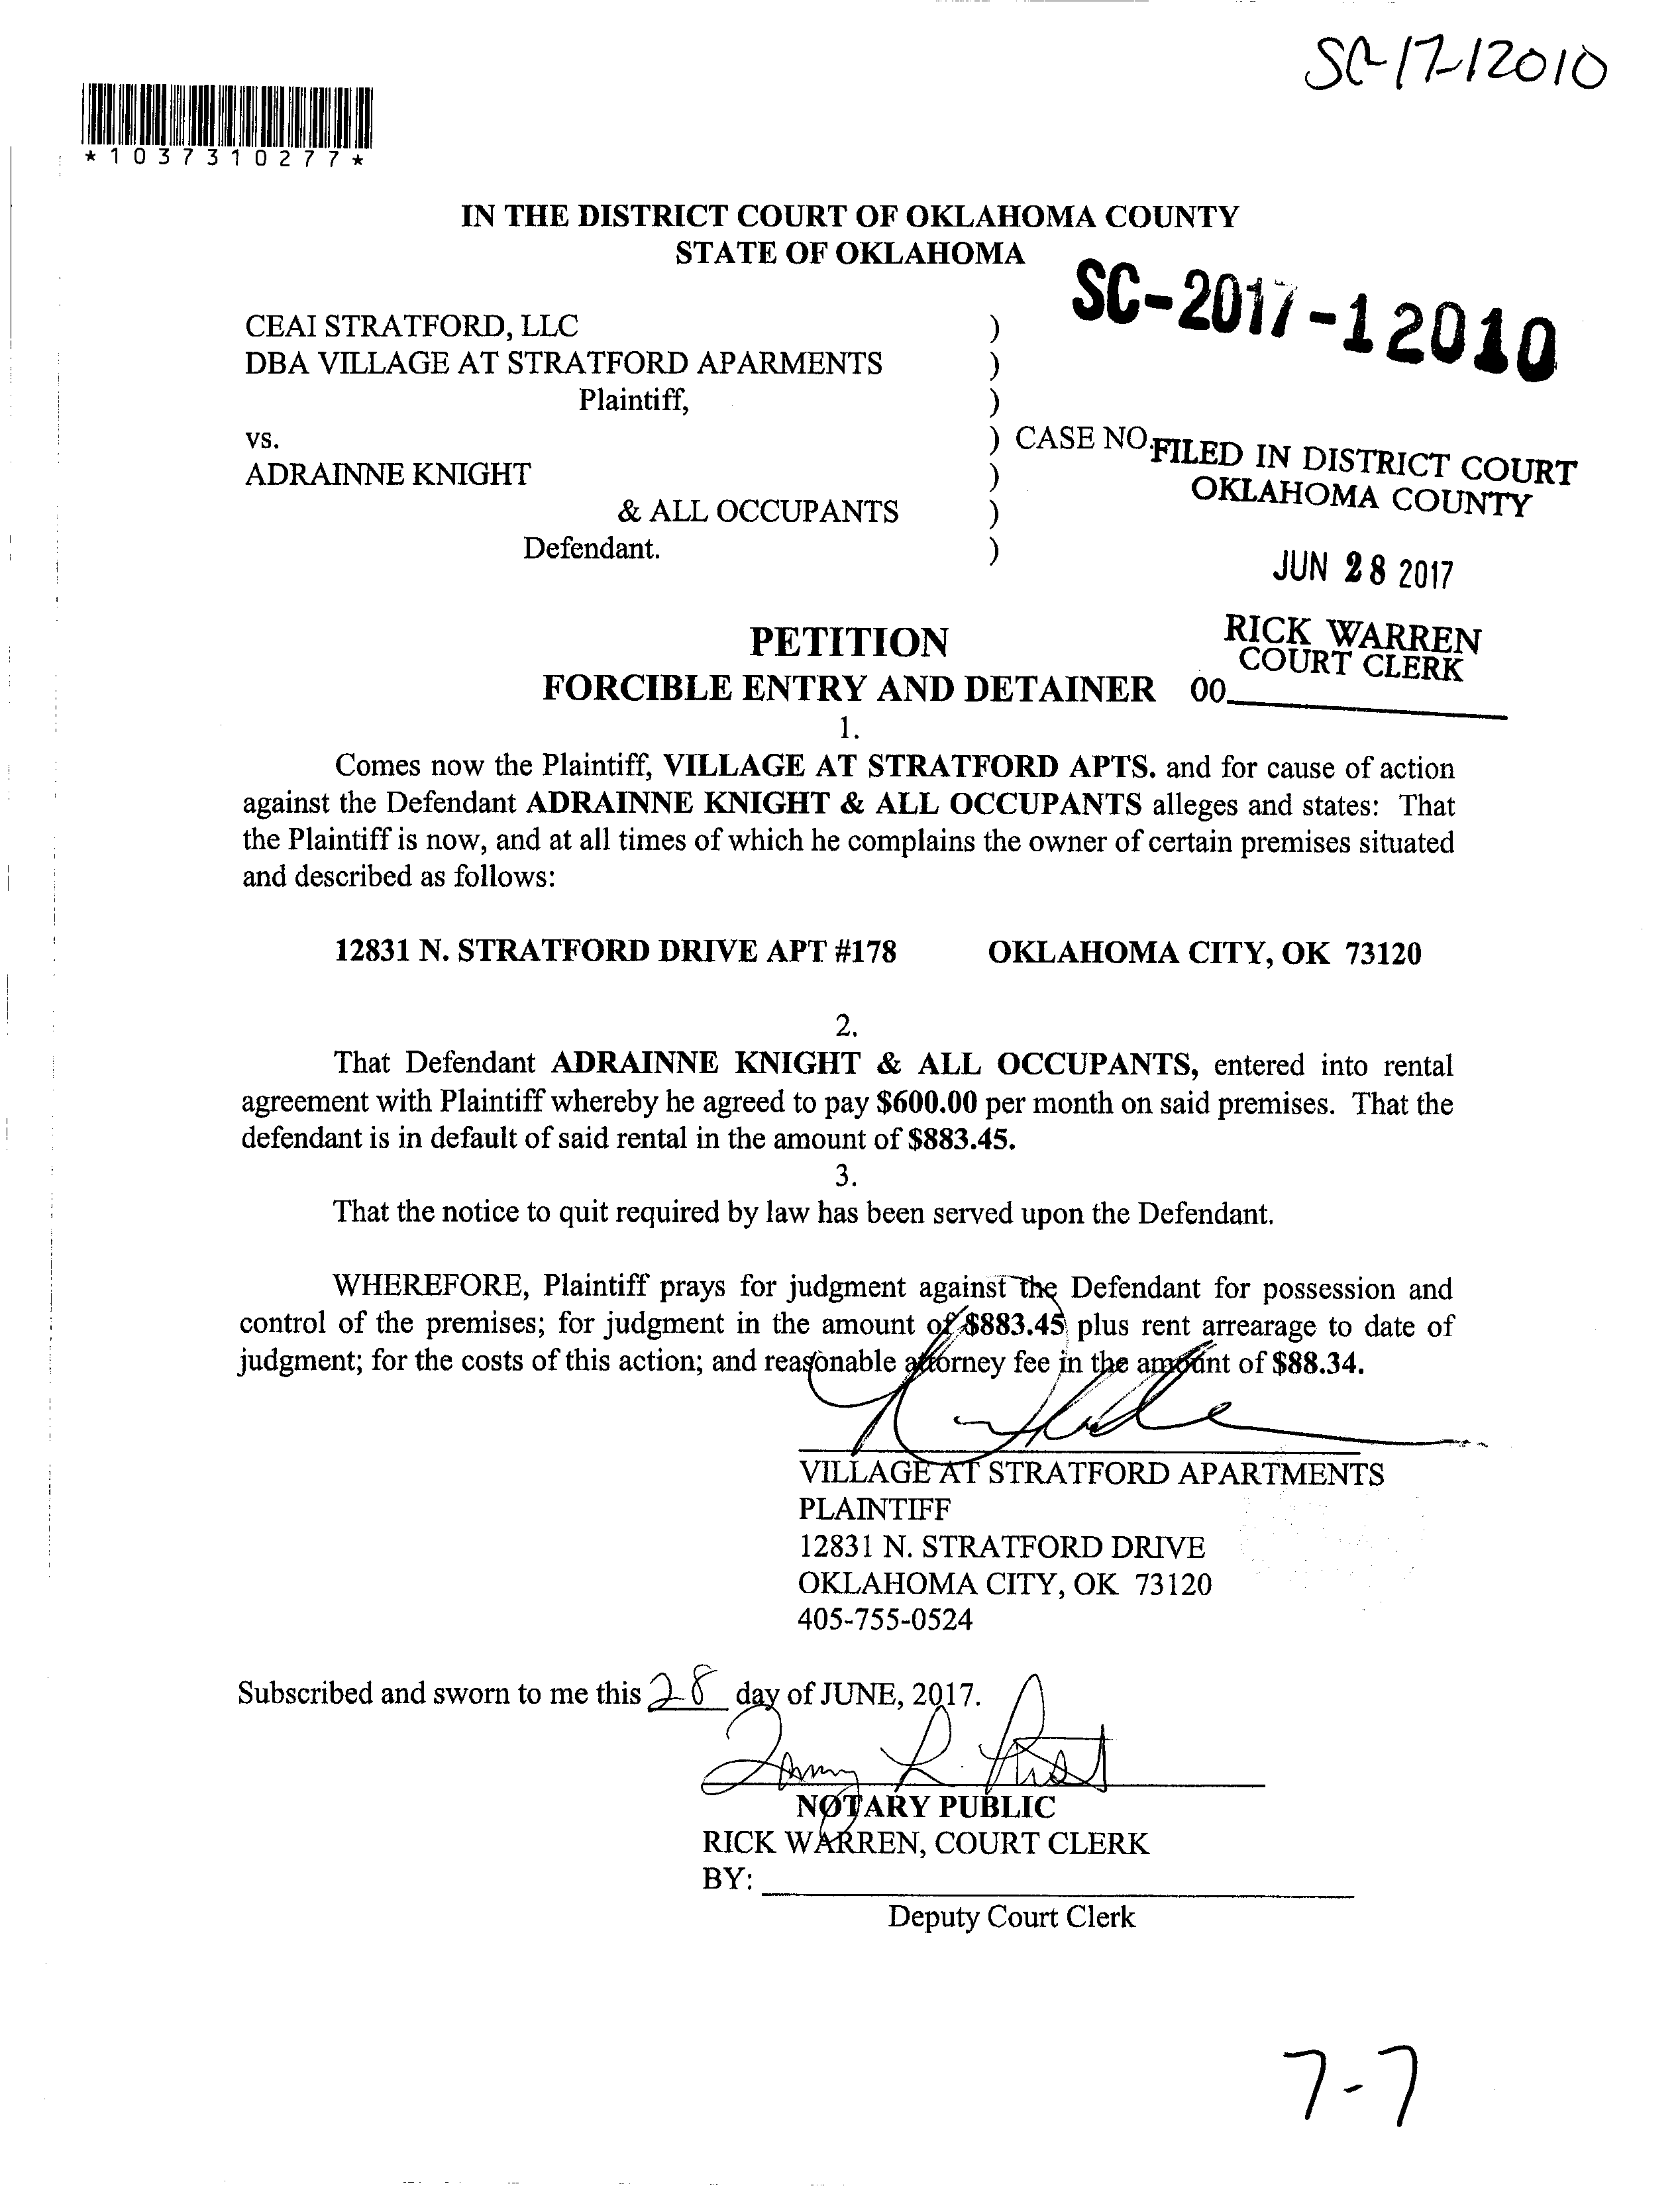 SC-17-12010
*1037310277*
IN THE DISTRICT COURT OF OKLAHOMA COUNTY
STATE OF OKLAHOMA
SC-2017-12010
CEAI STRATFORD, LLC )
DBA VILLAGE AT STRATFORD APARMENTS )
Plaintiff, )
vs. ) CASE NO.
ADRAINNE KNIGHT )
& ALL OCCUPANTS )
Defendant. )
FILED IN DISTRICT COURT
OKLAHOMA COUNTY
JUN 28 2017
RICK WARREN
COURT CLERK
00
PETITION
FORCIBLE ENTRY AND DETAINER
1.
Comes now the Plaintiff, VILLAGE AT STRATFORD APTS. and for cause of action
against the Defendant ADRAINNE KNIGHT & ALL OCCUPANTS alleges and states: That
the Plaintiff is now, and at all times of which he complains the owner of certain premises situated
and described as follows:
12831 N. STRATFORD DRIVE APT #178 OKLAHOMA CITY, OK 73120
2.
That Defendant ADRAINNE KNIGHT & ALL OCCUPANTS, entered into rental
agreement with Plaintiff whereby he agreed to pay $600.00 per month on said premises. That the
defendant is in default of said rental in the amount of $883.45.
3.
That the notice to quit required by law has been served upon the Defendant.
WHEREFORE, Plaintiff prays for judgment against the Defendant for possession and
control of the premises; for judgment in the amount of $883.45 plus rent arrearage to date of
judgment; for the costs of this action; and reasonable attorney fee in the amount of $88.34.
VILLAGE AT STRATFORD APARTMENTS
PLAINTIFF
12831 N. STRATFORD DRIVE
OKLAHOMA CITY, OK 73120
405-755-0524
Subscribed and sworn to me this 28 day of JUNE, 2017.
NOTARY PUBLIC
RICK WARREN, COURT CLERK
BY:
Deputy Court Clerk
7-7